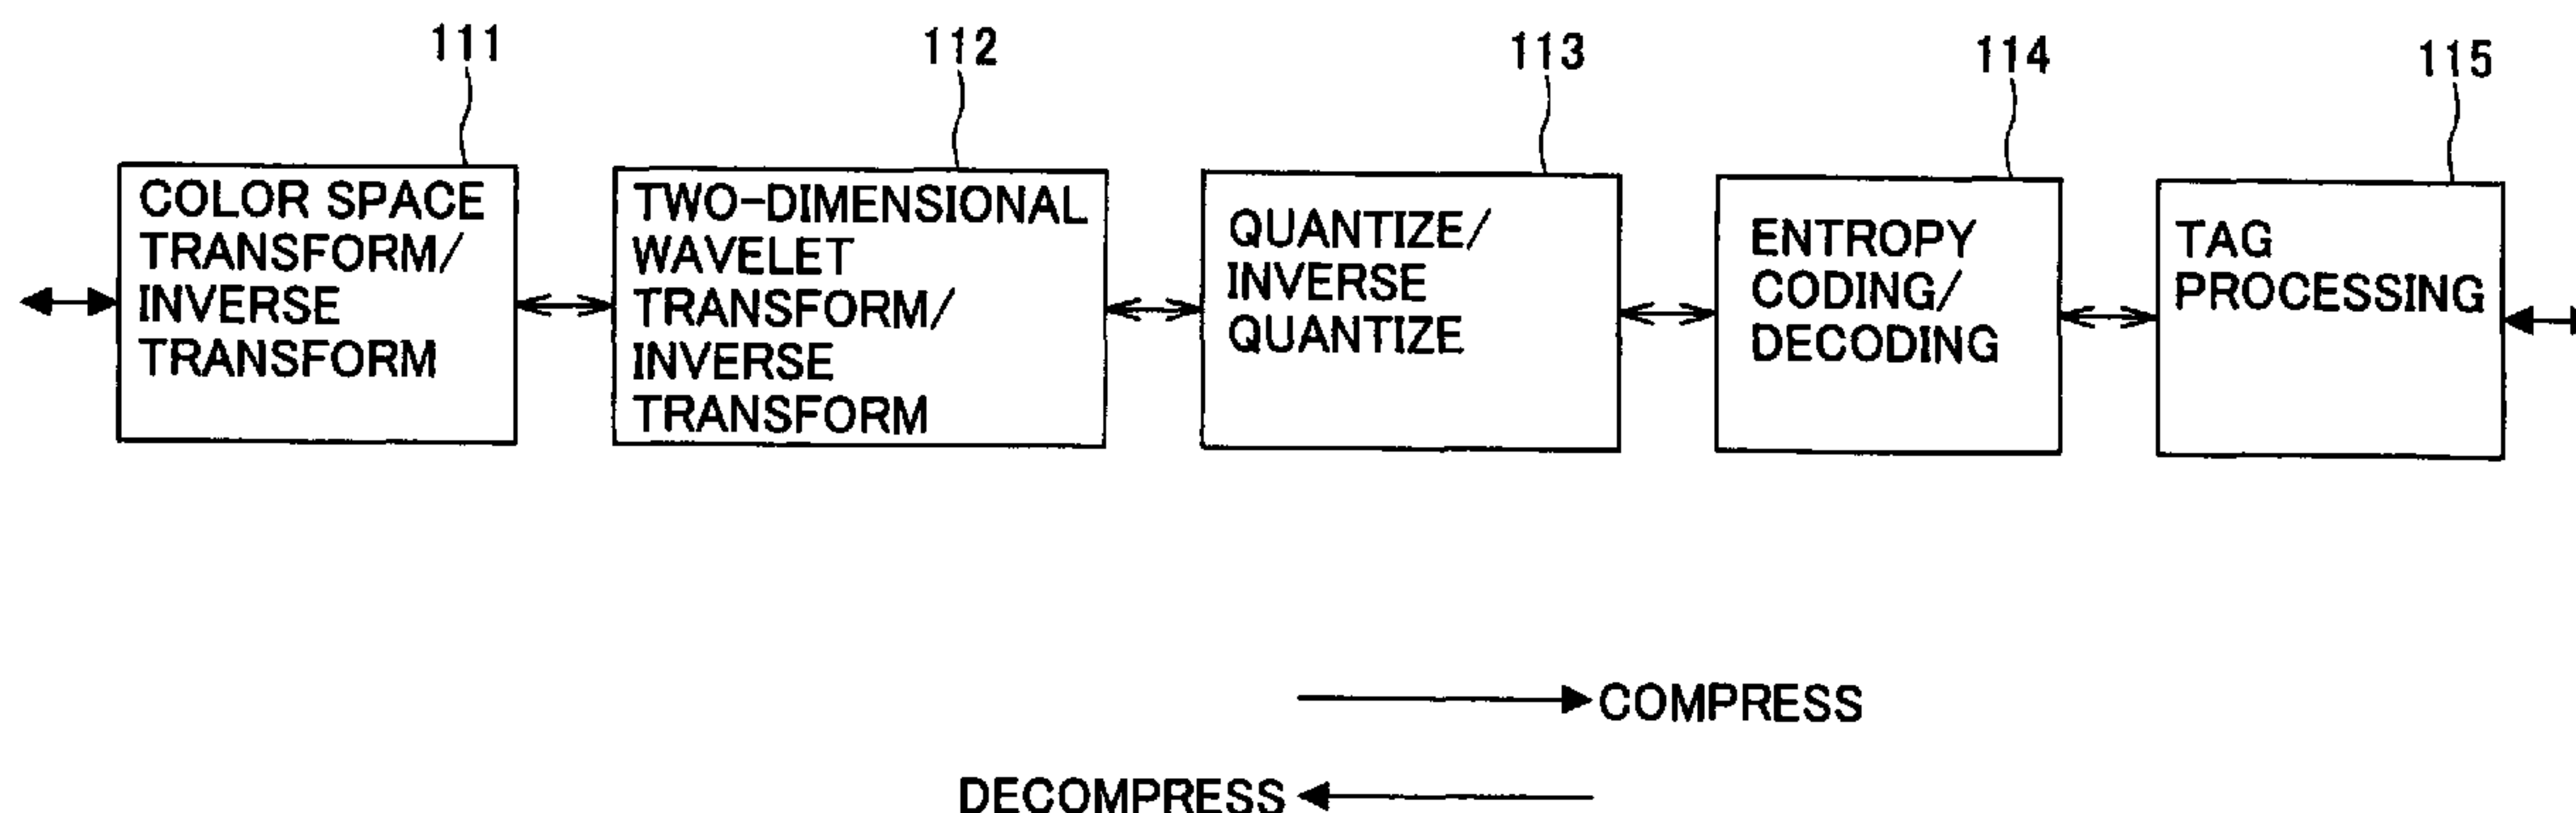 111
112
113
114
115
COLOR SPACE
TRANSFORM/
INVERSE
TRANSFORM
TWO-DIMENSIONAL
WAVELET
TRANSFORM/
INVERSE
TRANSFORM
QUANTIZE/
INVERSE
QUANTIZE
ENTROPY
CODING/
DECODING
TAG
PROCESSING
COMPRESS
DECOMPRESS